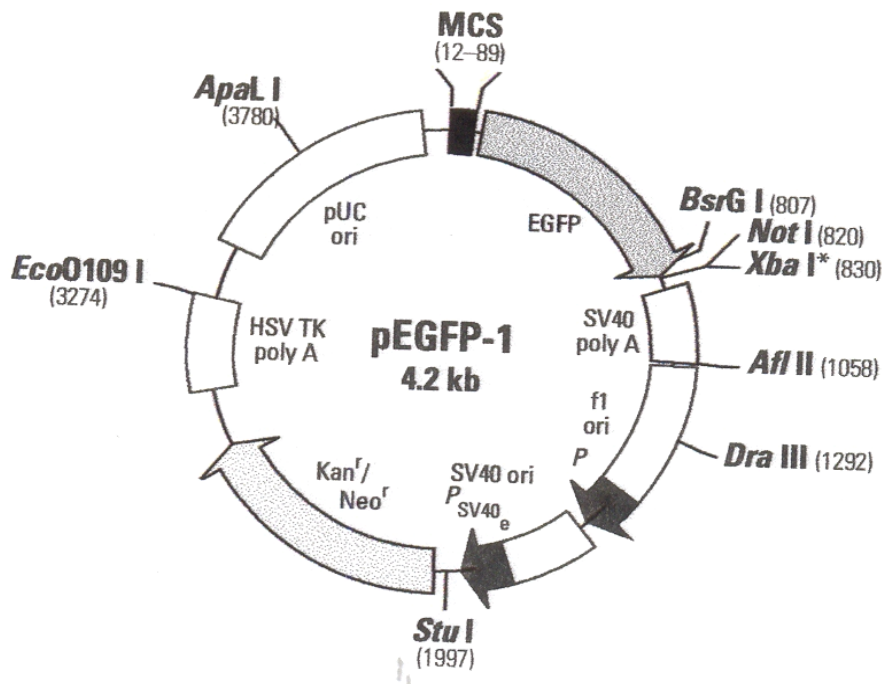 MCS
(12–89)
ApaL I
(3780)
pUC
ori
EGFP
BsrG I (807)
Not I (820)
Xba I* (830)
EcoO109 I
(3274)
HSV TK
poly A
pEGFP-1
4.2 kb
SV40
poly A
Afl II (1058)
f1
ori
P
Dra III (1292)
Kanʳ/
Neoʳ
SV40 ori
P SV40e
Stu I
(1997)